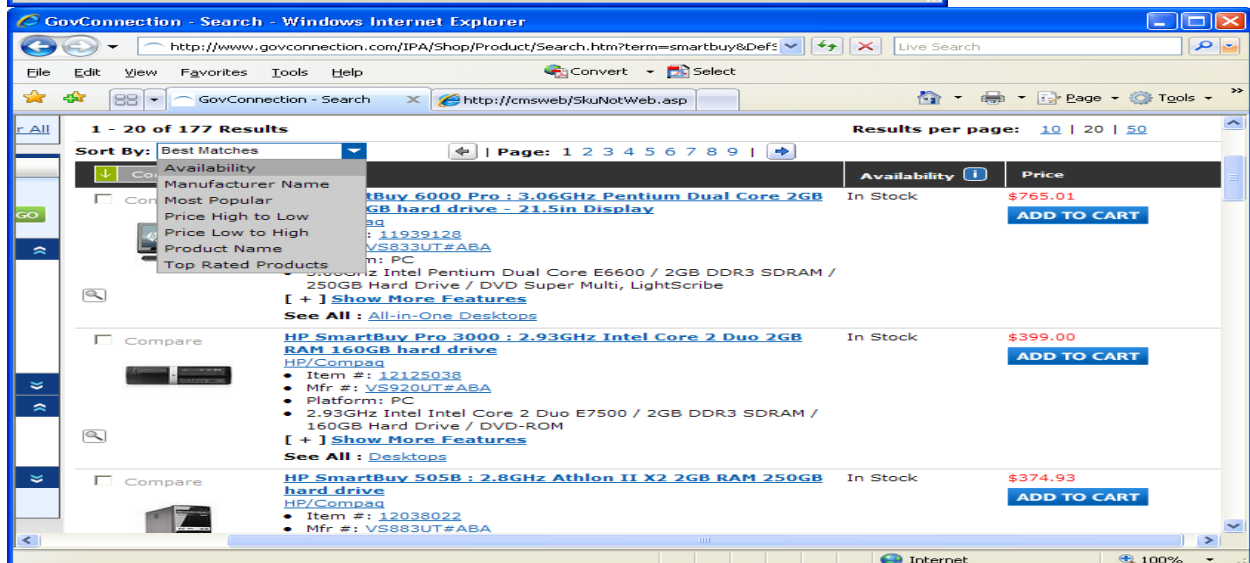 GovConnection - Search - Windows Internet Explorer
http://www.govconnection.com/IPA/Shop/Product/Search.htm?term=smartbuy&DefS
Live Search
File Edit View Favorites Tools Help Convert Select
GovConnection - Search http://cmsweb/SkuNotWeb.asp Page Tools
All 1 - 20 of 177 Results Results per page: 10 | 20 | 50
Sort By: Best Matches | Page: 1 2 3 4 5 6 7 8 9 |
Availability
Manufacturer Name
Most Popular
Price High to Low
Price Low to High
Product Name
Top Rated Products
Availability i Price
GO
6000 Pro : 3.06GHz Pentium Dual Core 2GB In Stock $765.01
hard drive - 21.5in Display ADD TO CART
: 11939128
VS833UT#ABA
: PC
• 3.06GHz Intel Pentium Dual Core E6600 / 2GB DDR3 SDRAM /
250GB Hard Drive / DVD Super Multi, LightScribe
[ + ] Show More Features
See All : All-in-One Desktops
Compare HP SmartBuy Pro 3000 : 2.93GHz Intel Core 2 Duo 2GB In Stock $399.00
RAM 160GB hard drive ADD TO CART
HP/Compaq
• Item #: 12125038
• Mfr #: VS920UT#ABA
• Platform: PC
• 2.93GHz Intel Intel Core 2 Duo E7500 / 2GB DDR3 SDRAM /
160GB Hard Drive / DVD-ROM
[ + ] Show More Features
See All : Desktops
Compare HP SmartBuy 505B : 2.8GHz Athlon II X2 2GB RAM 250GB In Stock $374.93
hard drive ADD TO CART
HP/Compaq
• Item #: 12038022
• Mfr #: VS883UT#ABA
Internet 100%